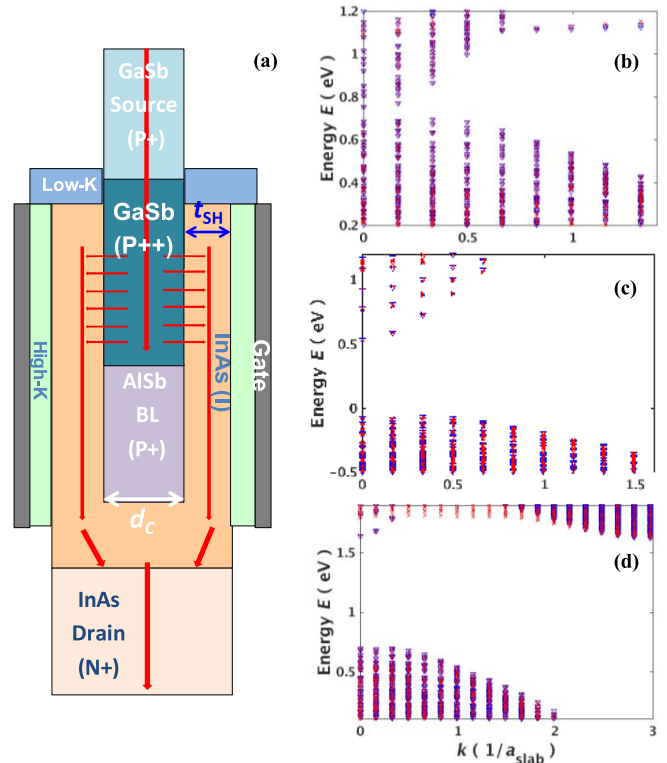 (a)
GaSb
Source
(P+)
Low-K
GaSb
(P++)
t_SH
High-K
InAs (I)
Gate
AlSb
BL
(P+)
d_C
InAs
Drain
(N+)
(b)
Energy E ( eV)
1.2
1
0.8
0.6
0.4
0.2
0
0.5
1
(c)
Energy E ( eV)
1
0.5
0
−0.5
0
0.5
1.0
1.5
(d)
Energy E ( eV)
1.5
1
0.5
0
1
2
3
k ( 1/a_slab )